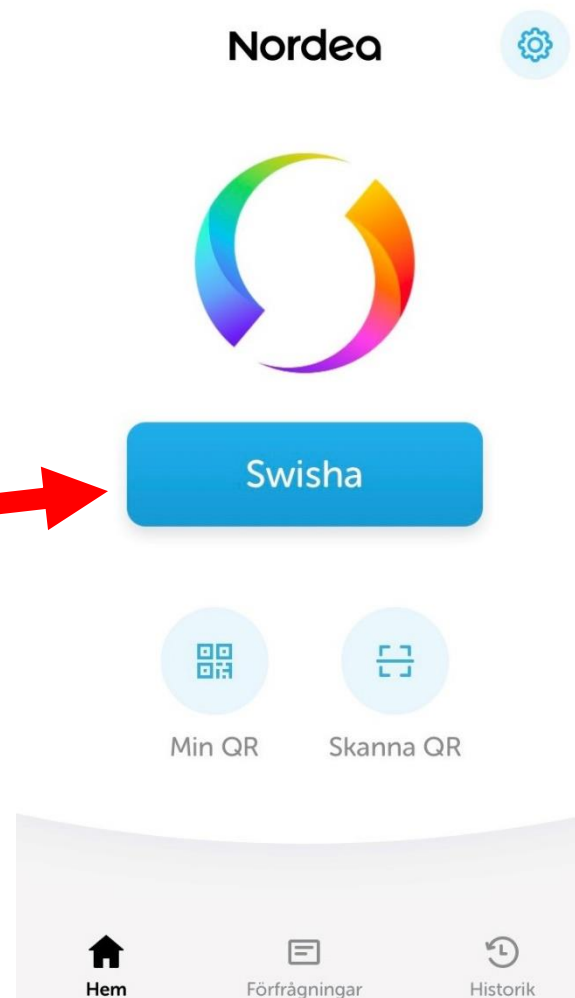 Nordea
Swisha
Min QR
Skanna QR
Hem
Förfrågningar
Historik